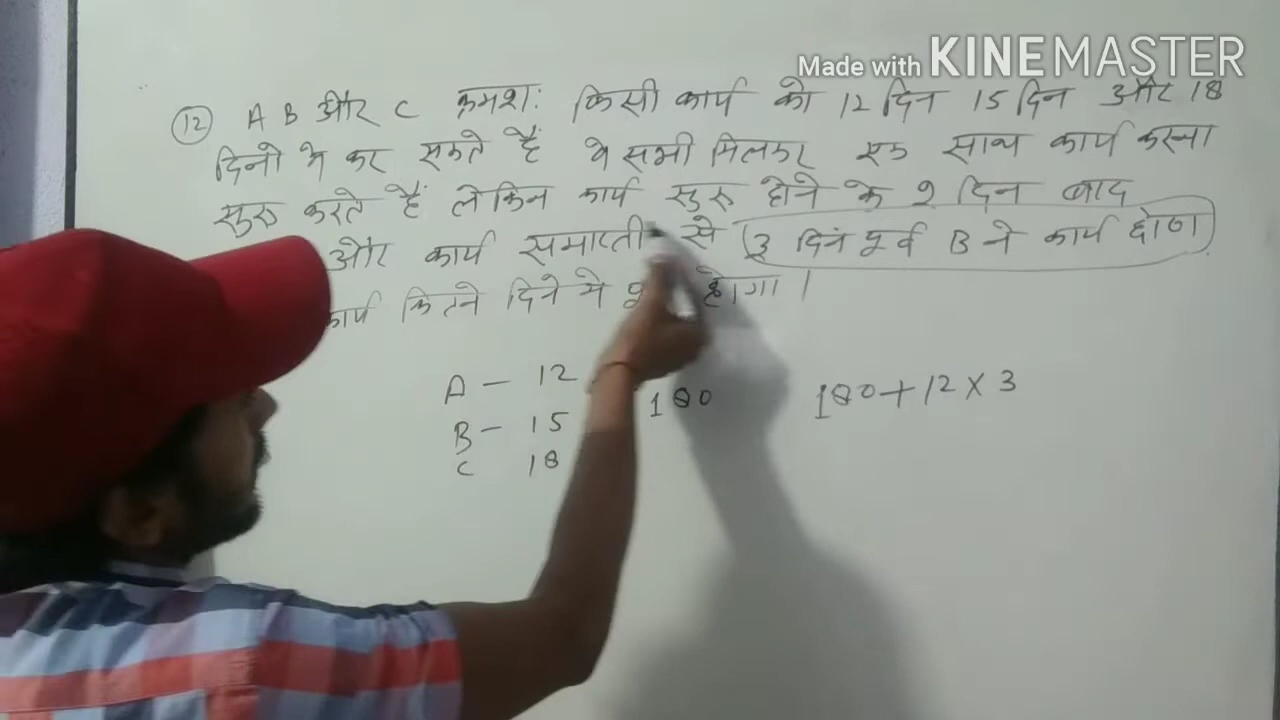 Made with KINEMASTER
(12) A B और C क्रमश: किसी कार्य को 12 दिन 15 दिन और 18
दिनो मे कर सकते हैं ये सभी मिलकर एक साथ कार्य करना
सुरु करते हैं लेकिन कार्य सुरु होने के 2 दिन बाद
और कार्य समाप्ती से 3 दिन पूर्व B ने कार्य छोणा
कार्य कितने दिने मे होगा।
A - 12
B - 15
C 18
180
180 + 12 x 3